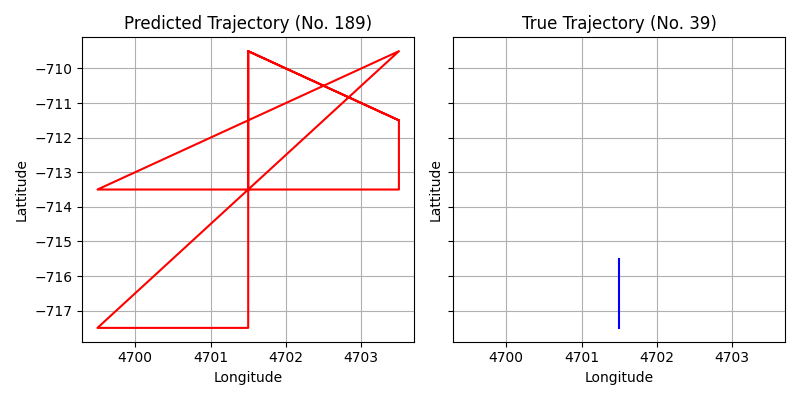 Predicted Trajectory (No. 189)
True Trajectory (No. 39)
Lattitude
−710
−711
−712
−713
−714
−715
−716
−717
4700
4701
4702
4703
Longitude
Lattitude
4700
4701
4702
4703
Longitude